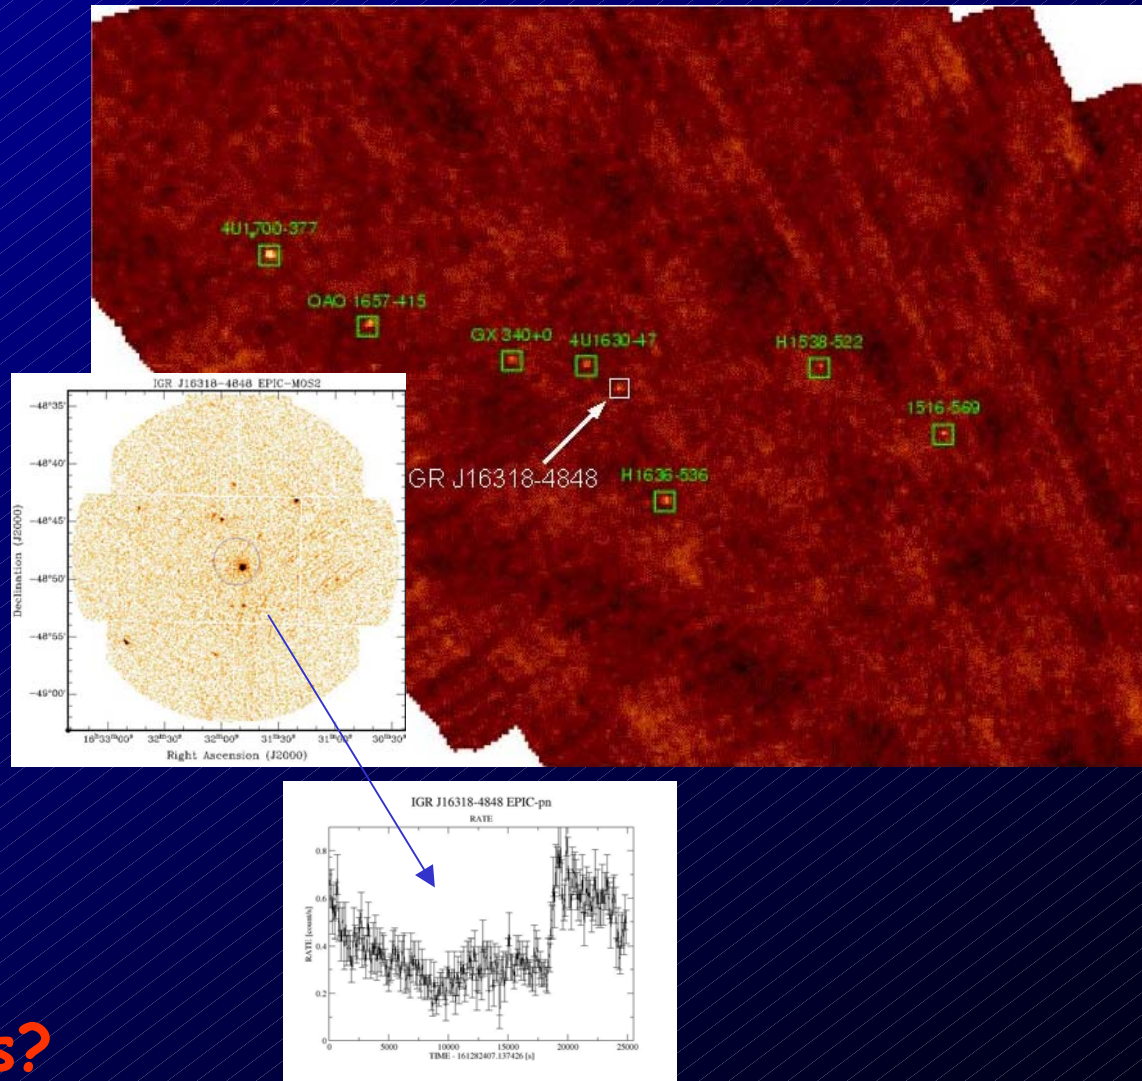 4U1700-377
OAO 1657-415
GX 340+0
4U1630-47
H1538-522
1516-569
GR J16318-4848
H1636-536
IGR J16318-4848 EPIC-MOS2
-48°35'
-48°40'
-48°45'
-48°50'
-48°55'
-49°00'
Declination (J2000)
16ʰ33ᵐ00ˢ 32ᵐ30ˢ 32ᵐ00ˢ 31ᵐ30ˢ 31ᵐ00ˢ 30ᵐ30ˢ
Right Ascension (J2000)
IGR J16318-4848 EPIC-pn
RATE
0.8
0.6
0.4
0.2
0
RATE [count/s]
0 5000 10000 15000 20000 25000
TIME - 161282407.137426 [s]
s?